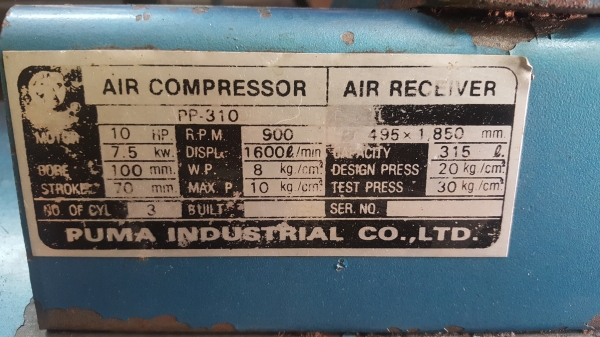 AIR COMPRESSOR AIR RECEIVER
PP-310
MOTOR 10 HP. R.P.M 900 495×1,850 mm.
7.5 kw. DISPL. 1600ℓ/min CAPACITY 315 ℓ.
BORE 100 mm. W.P. 8 kg/cm² DESIGN PRESS 20 kg/cm²
STROKE 70 mm. MAX. P. 10 kg/cm² TEST PRESS 30 kg/cm²
NO. OF CYL 3 BUILT SER. NO.
PUMA INDUSTRIAL CO.,LTD.